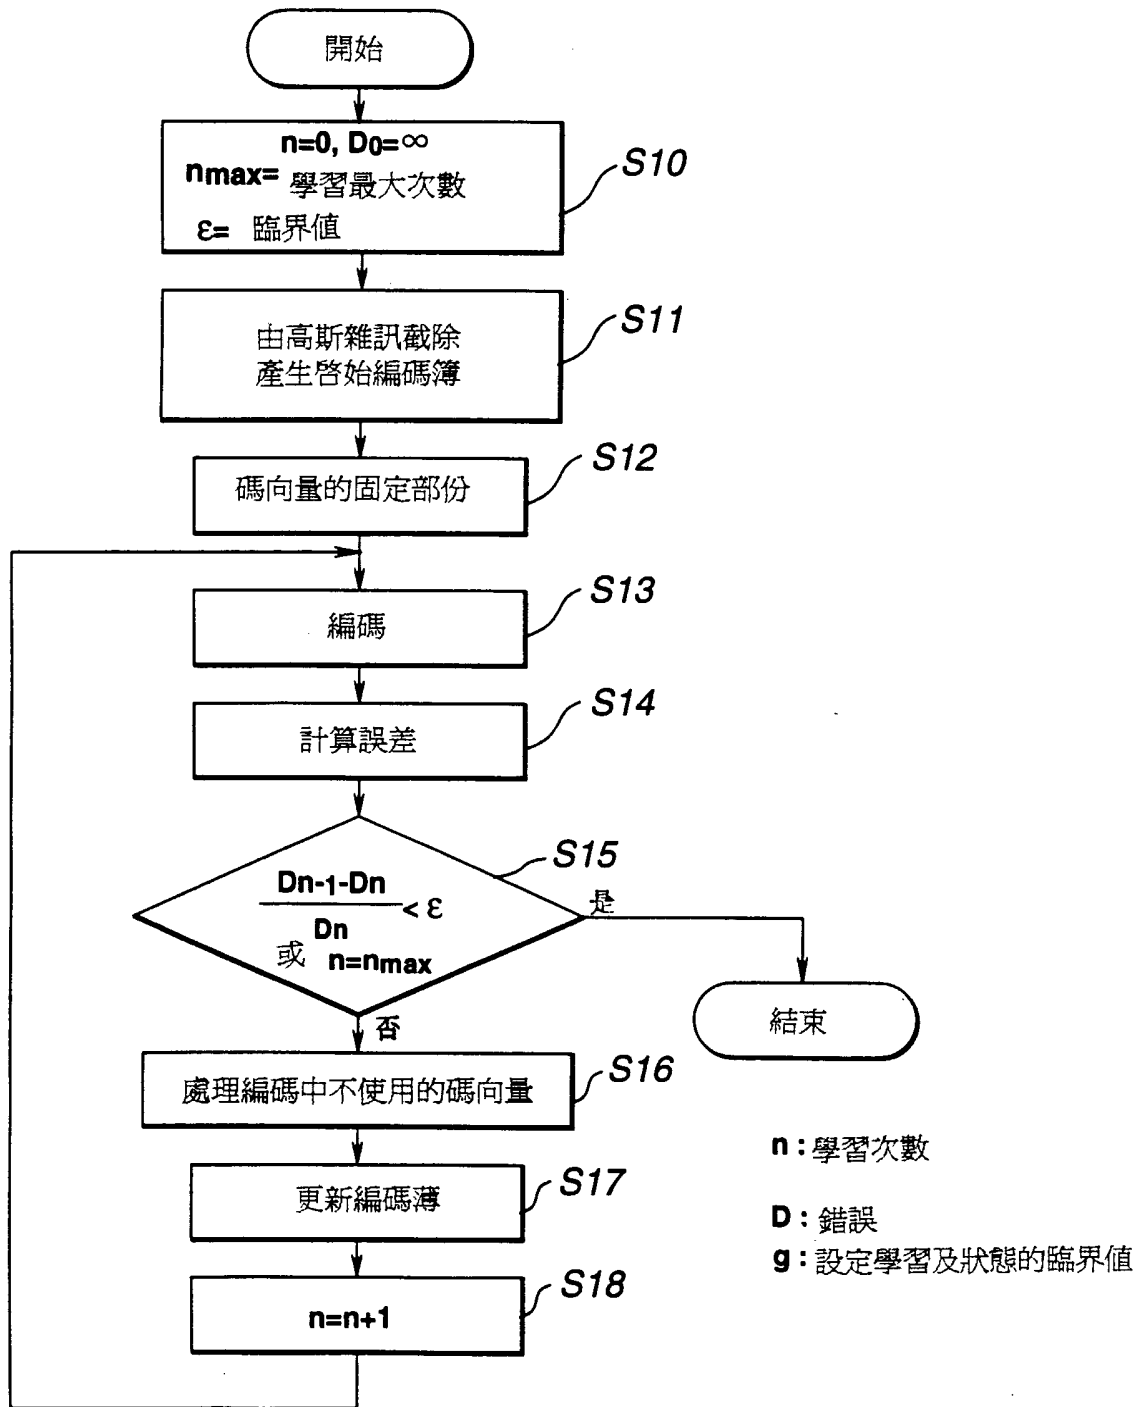 開始
n=0, D0=∞
nmax= 學習最大次數
ε= 臨界值
S10
由高斯雜訊截除
產生啓始編碼簿
S11
碼向量的固定部份
S12
編碼
S13
計算誤差
S14
Dn-1-Dn
< ε
Dn
或 n=nmax
S15
是
結束
否
處理編碼中不使用的碼向量
S16
更新編碼薄
S17
n=n+1
S18
n：學習次數
D：錯誤
g：設定學習及狀態的臨界值